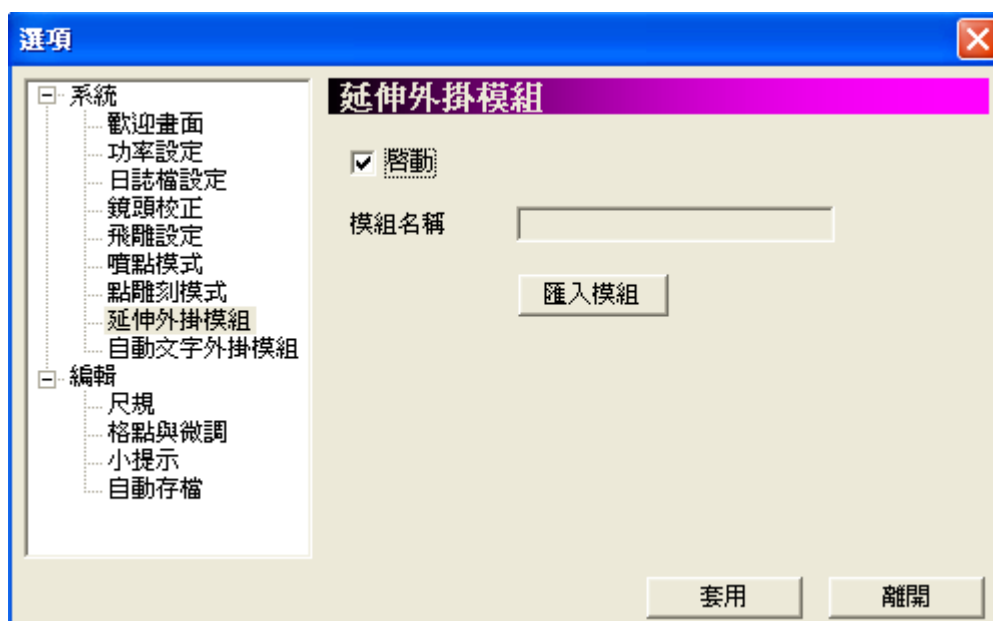 選項
系統
歡迎畫面
功率設定
日誌檔設定
鏡頭校正
飛雕設定
噴點模式
點雕刻模式
延伸外掛模組
自動文字外掛模組
編輯
尺規
格點與微調
小提示
自動存檔
延伸外掛模組
啓動
模組名稱
匯入模組
套用
離開